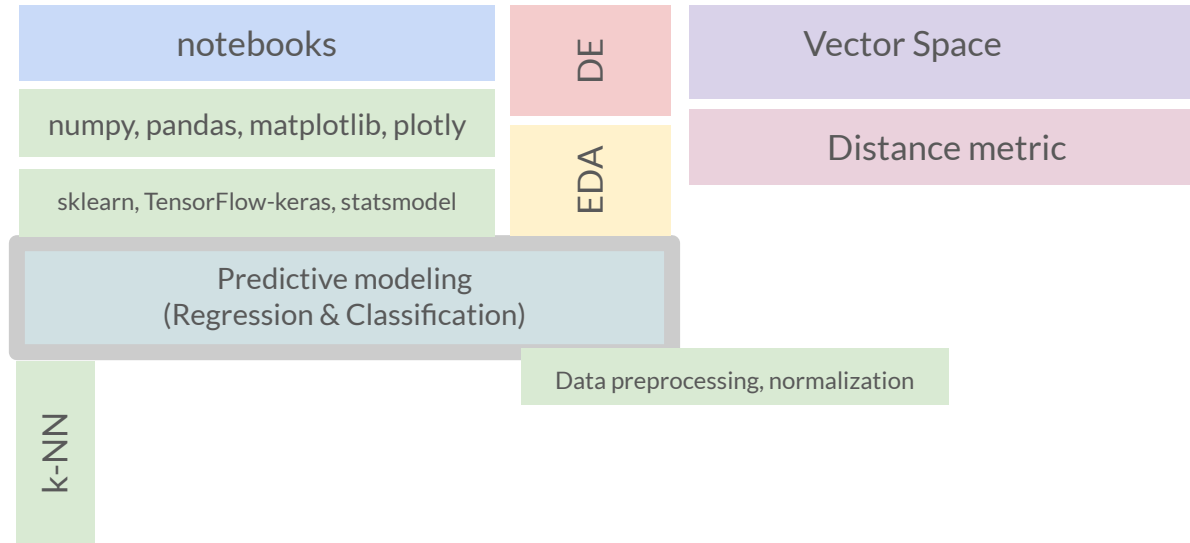 notebooks
numpy, pandas, matplotlib, plotly
sklearn, TensorFlow-keras, statsmodel
DE
EDA
Vector Space
Distance metric
Predictive modeling
(Regression & Classification)
Data preprocessing, normalization
k-NN